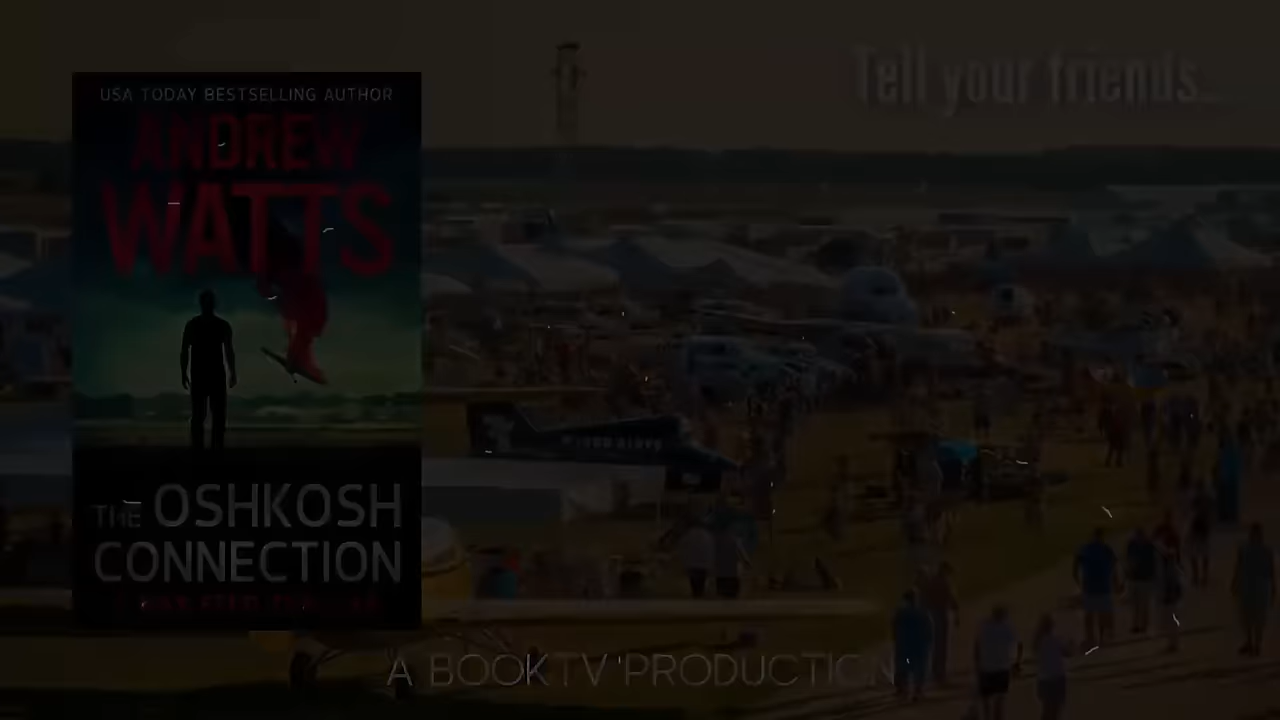 Tell your friends...
USA TODAY BESTSELLING AUTHOR
ANDREW
WATTS
THE OSHKOSH
CONNECTION
A BOOKTV PRODUCTION